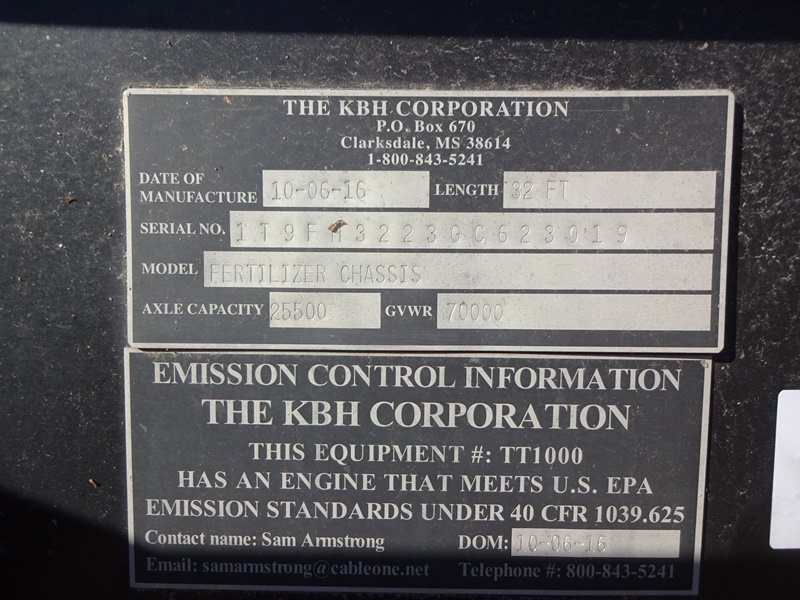 THE KBH CORPORATION
P.O. Box 670
Clarksdale, MS 38614
1-800-843-5241
DATE OF MANUFACTURE 10-06-16 LENGTH 32 FT
SERIAL NO. 1T9FH3223GC623019
MODEL FERTILIZER CHASSIS
AXLE CAPACITY 25500 GVWR 70000
EMISSION CONTROL INFORMATION
THE KBH CORPORATION
THIS EQUIPMENT #: TT1000
HAS AN ENGINE THAT MEETS U.S. EPA
EMISSION STANDARDS UNDER 40 CFR 1039.625
Contact name: Sam Armstrong DOM: 10-06-16
Email: samarmstrong@cableone.net Telephone #: 800-843-5241